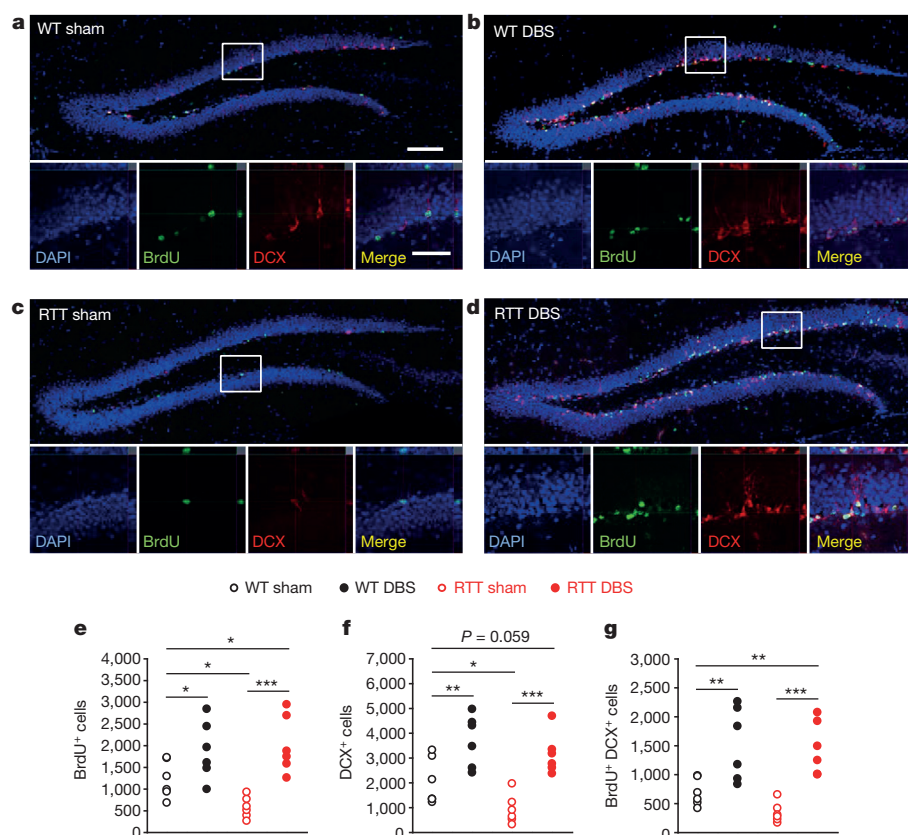 a WT sham
b WT DBS
DAPI BrdU DCX Merge
DAPI BrdU DCX Merge
c RTT sham
d RTT DBS
DAPI BrdU DCX Merge
DAPI BrdU DCX Merge
WT sham WT DBS RTT sham RTT DBS
e
*
*
* ***
4,000
3,500
3,000
2,500
2,000
1,500
1,000
500
0
BrdU+ cells
f
P = 0.059
*
** ***
7,000
6,000
5,000
4,000
3,000
2,000
1,000
0
DCX+ cells
g
**
** ***
3,000
2,500
2,000
1,500
1,000
500
0
BrdU+ DCX+ cells